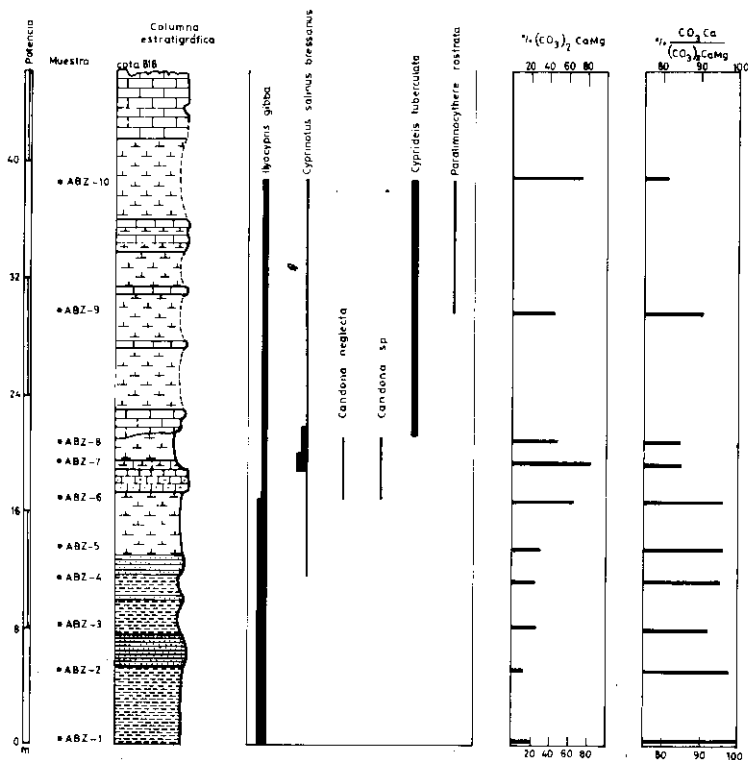 Potencia
Muestra
Columna
estratigráfica
cota 818
Ilyocypris gibba
Cyprinotus salinus bressanus
Candona neglecta
Candona sp
Cyprideis tuberculata
Paralimnocythere rostrata
% (CO3)2 CaMg
20 40 60 80
% CO3Ca
(CO3)2CaMg
80 90 100
40
32
24
16
8
0
m
ABZ-10
ABZ-9
ABZ-8
ABZ-7
ABZ-6
ABZ-5
ABZ-4
ABZ-3
ABZ-2
ABZ-1
20 40 60 80
%
80 90 100
%